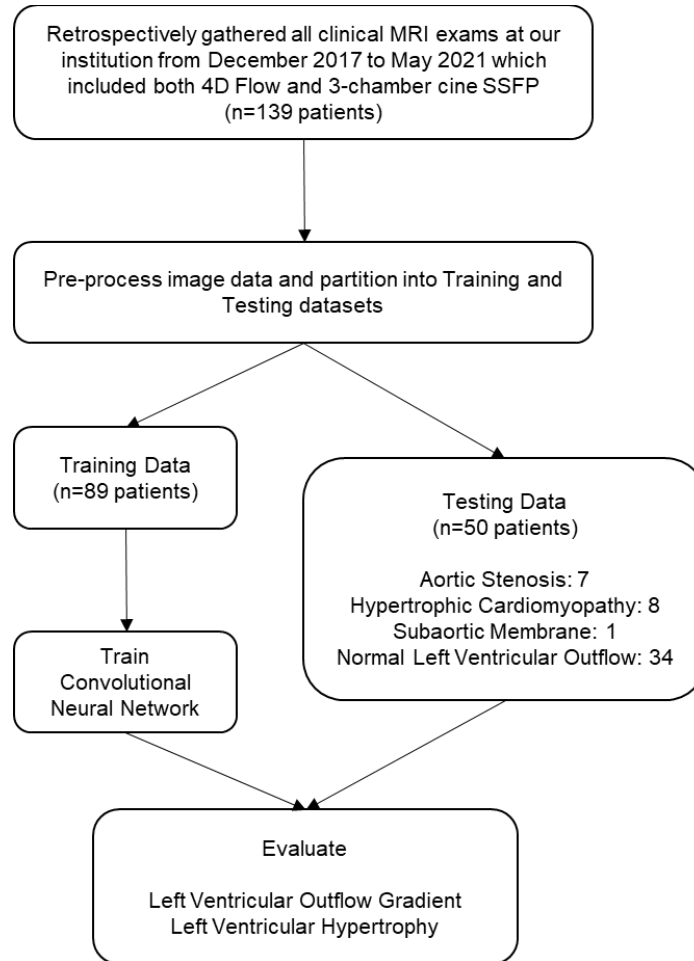 Retrospectively gathered all clinical MRI exams at our
institution from December 2017 to May 2021 which
included both 4D Flow and 3-chamber cine SSFP
(n=139 patients)
Pre-process image data and partition into Training and
Testing datasets
Training Data
(n=89 patients)
Testing Data
(n=50 patients)
Aortic Stenosis: 7
Hypertrophic Cardiomyopathy: 8
Subaortic Membrane: 1
Normal Left Ventricular Outflow: 34
Train
Convolutional
Neural Network
Evaluate
Left Ventricular Outflow Gradient
Left Ventricular Hypertrophy